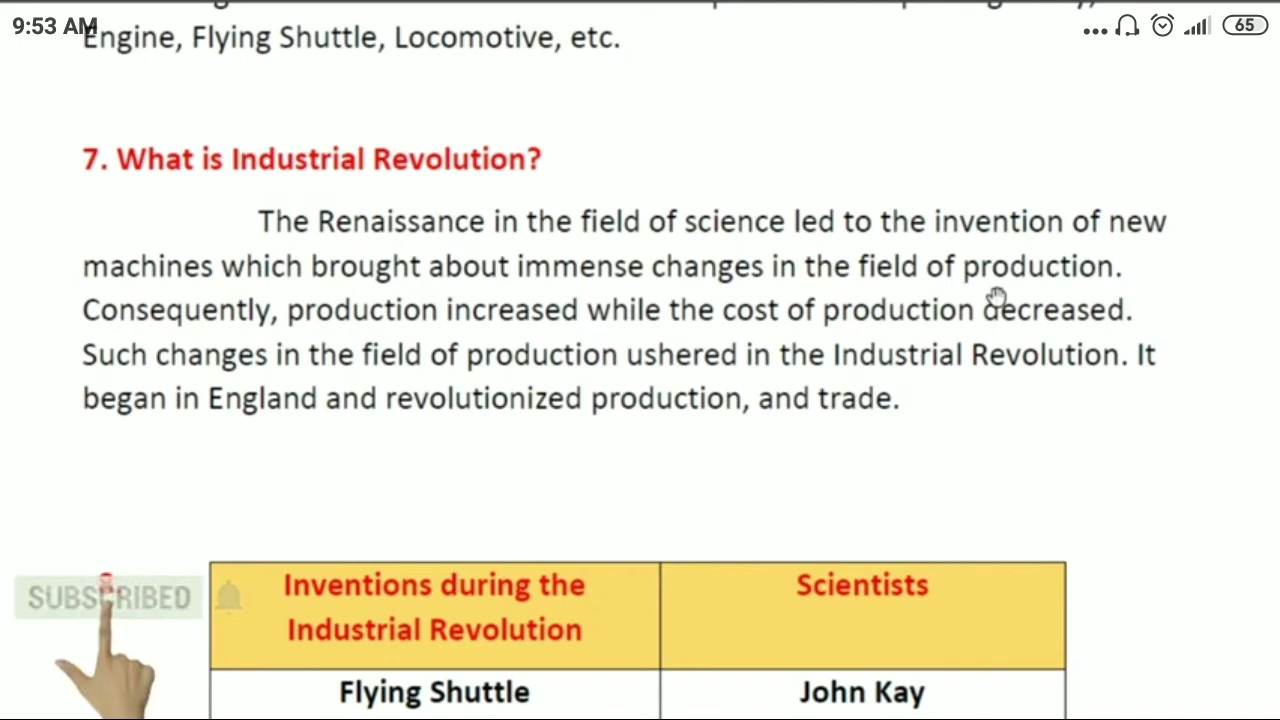 9:53 AM
65
Engine, Flying Shuttle, Locomotive, etc.
7. What is Industrial Revolution?
The Renaissance in the field of science led to the invention of new
machines which brought about immense changes in the field of production.
Consequently, production increased while the cost of production decreased.
Such changes in the field of production ushered in the Industrial Revolution. It
began in England and revolutionized production, and trade.
SUBSCRIBED
Inventions during the
Industrial Revolution
Scientists
Flying Shuttle
John Kay